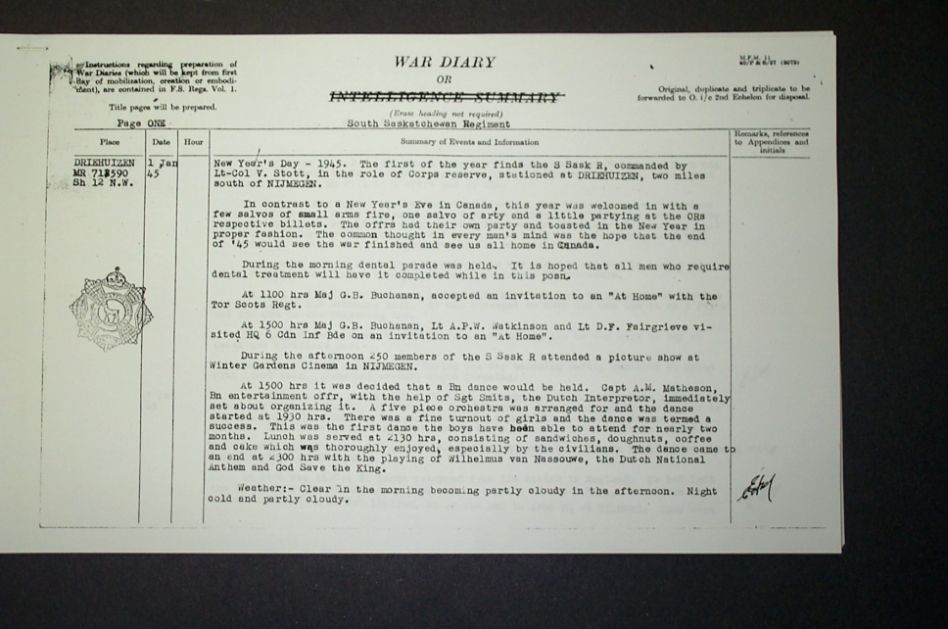 Instructions regarding preparation of
War Diaries (which will be kept from first
day of mobilization, creation or embodi-
ment), are contained in F.S. Regs. Vol. 1.
Title pages will be prepared.
Page ONE
WAR DIARY
OR
INTELLIGENCE SUMMARY
(Erase heading not required)
South Saskatchewan Regiment
Original, duplicate and triplicate to be
forwarded to O. i/c 2nd Echelon for disposal.
Place Date Hour Summary of Events and Information
Remarks, references
to Appendices and
initials
DRIEHUIZEN
Sh 12 N.W.
1 Jan
45
New Year's Day - 1945. The first of the year finds the S Sask R, commanded by
Lt-Col V. Stott, in the role of Corps reserve, stationed at DRIEHUIZEN, two miles
south of NIJMEGEN.
In contrast to a New Year's Eve in Canada, this year was welcomed in with a
few salvos of small arms fire, one salvo of arty and a little partying at the ORs
respective billets. The offrs had their own party and toasted in the New Year in
proper fashion. The common thought in every man's mind was the hope that the end
of '45 would see the war finished and see us all home in Canada.
During the morning dental parade was held. It is hoped that all men who require
dental treatment will have it completed while in this posn.
At 1100 hrs Maj G.B. Buchanan, accepted an invitation to an "At Home" with the
Tor Scots Regt.
At 1500 hrs Maj G.B. Buchanan, Lt A.P.W. Watkinson and Lt D.F. Fairgrieve vi-
sited HQ 6 Cdn Inf Bde on an invitation to an "At Home".
During the afternoon 250 members of the S Sask R attended a picture show at
Winter Gardens Cinema in NIJMEGEN.
At 1500 hrs it was decided that a Bn dance would be held. Capt A.M. Matheson,
Bn entertainment offr, with the help of Sgt Smits, the Dutch Interpretor, immediately
set about organizing it. A five piece orchestra was arranged for and the dance
started at 1930 hrs. There was a fine turnout of girls and the dance was termed a
success. This was the first dance the boys have been able to attend for nearly two
months. Lunch was served at 2130 hrs, consisting of sandwiches, doughnuts, coffee
and cake which was thoroughly enjoyed, especially by the civilians. The dance came to
an end at 2300 hrs with the playing of Wilhelmus van Nassouwe, the Dutch National
Anthem and God Save the King.
Weather:- Clear in the morning becoming partly cloudy in the afternoon. Night
cold and partly cloudy.